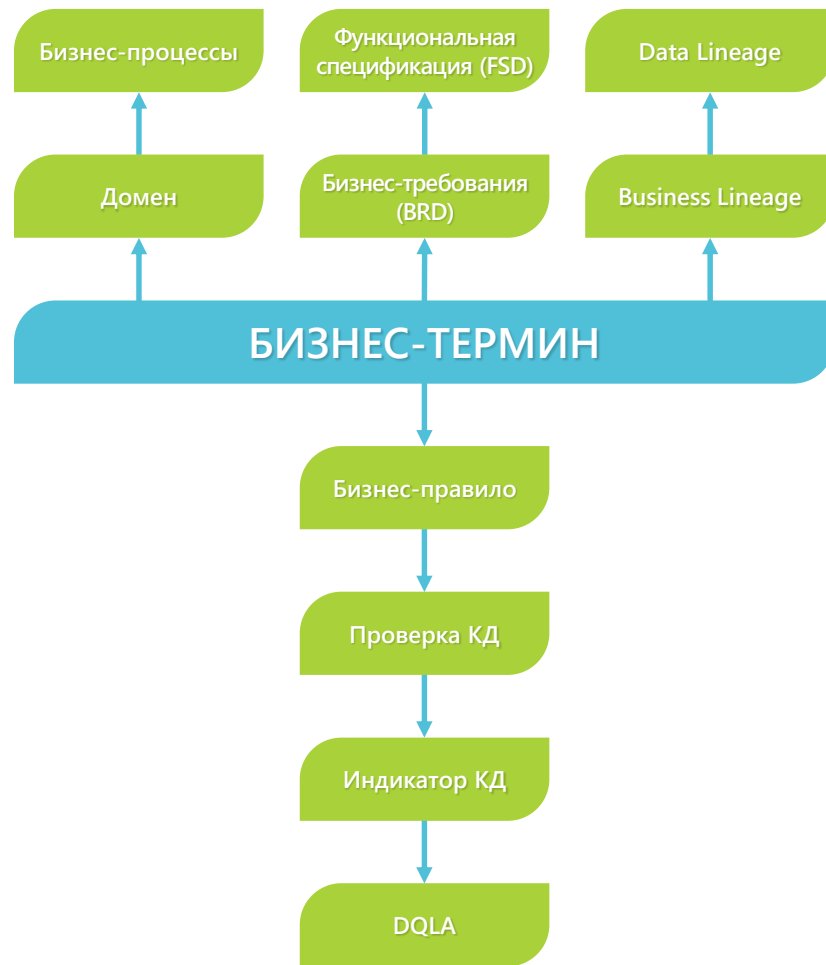 Бизнес-процессы
Функциональная
спецификация (FSD)
Data Lineage
Домен
Бизнес-требования
(BRD)
Business Lineage
БИЗНЕС-ТЕРМИН
Бизнес-правило
Проверка КД
Индикатор КД
DQLA